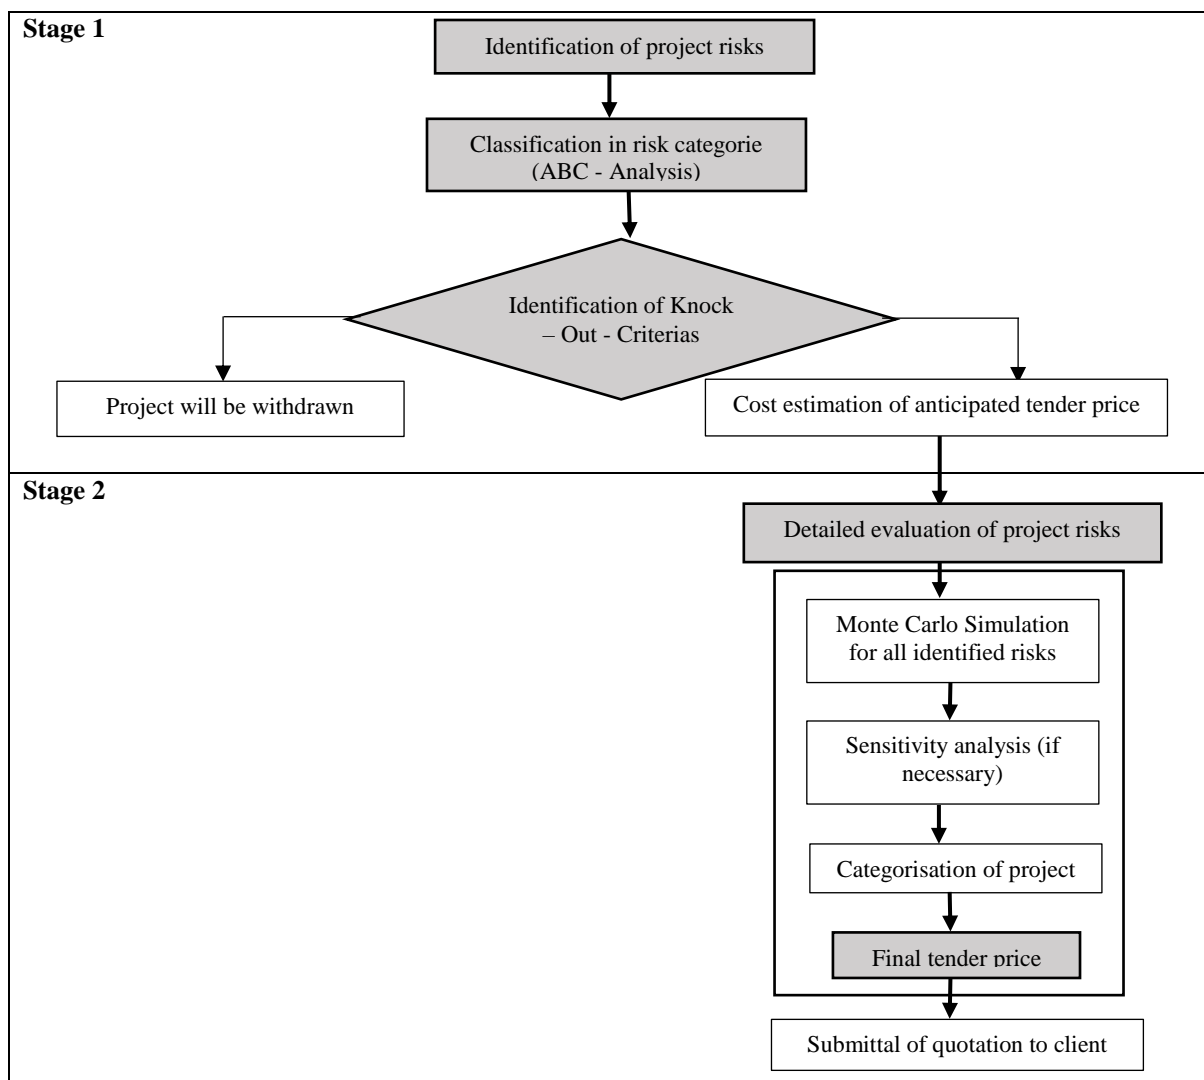 Stage 1
Identification of project risks
Classification in risk categorie
(ABC - Analysis)
Identification of Knock
– Out - Criterias
Project will be withdrawn
Cost estimation of anticipated tender price
Stage 2
Detailed evaluation of project risks
Monte Carlo Simulation
for all identified risks
Sensitivity analysis (if
necessary)
Categorisation of project
Final tender price
Submittal of quotation to client